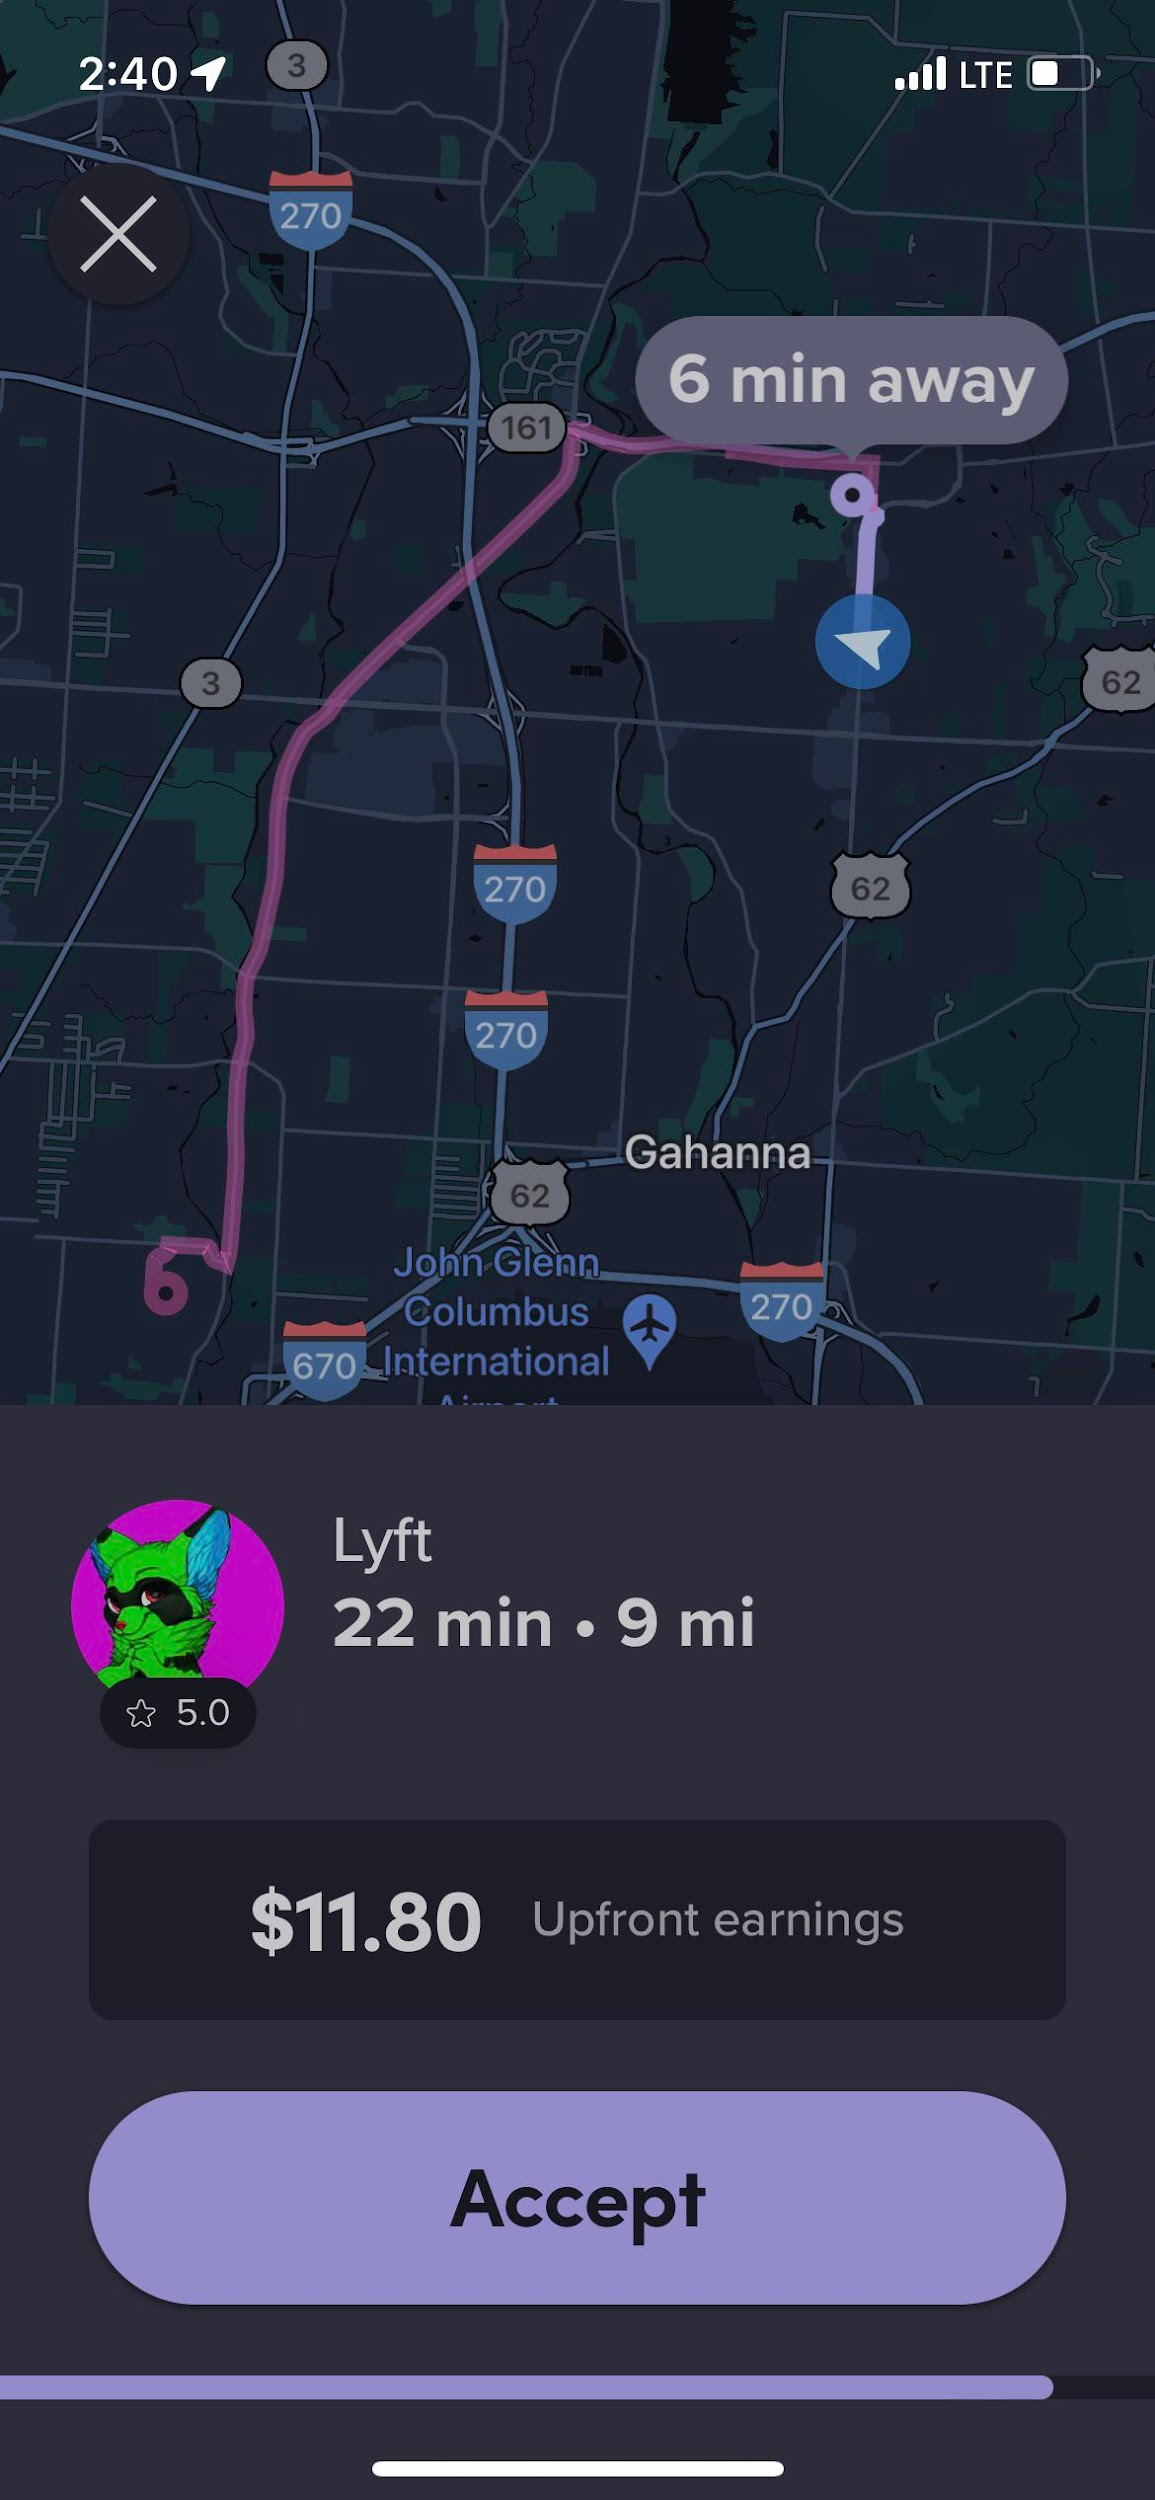 2:40
3
LTE
270
6 min away
161
3
62
270
62
270
Gahanna
62
John Glenn
Columbus
International
Airport
270
670
Lyft
22 min • 9 mi
5.0
$11.80 Upfront earnings
Accept